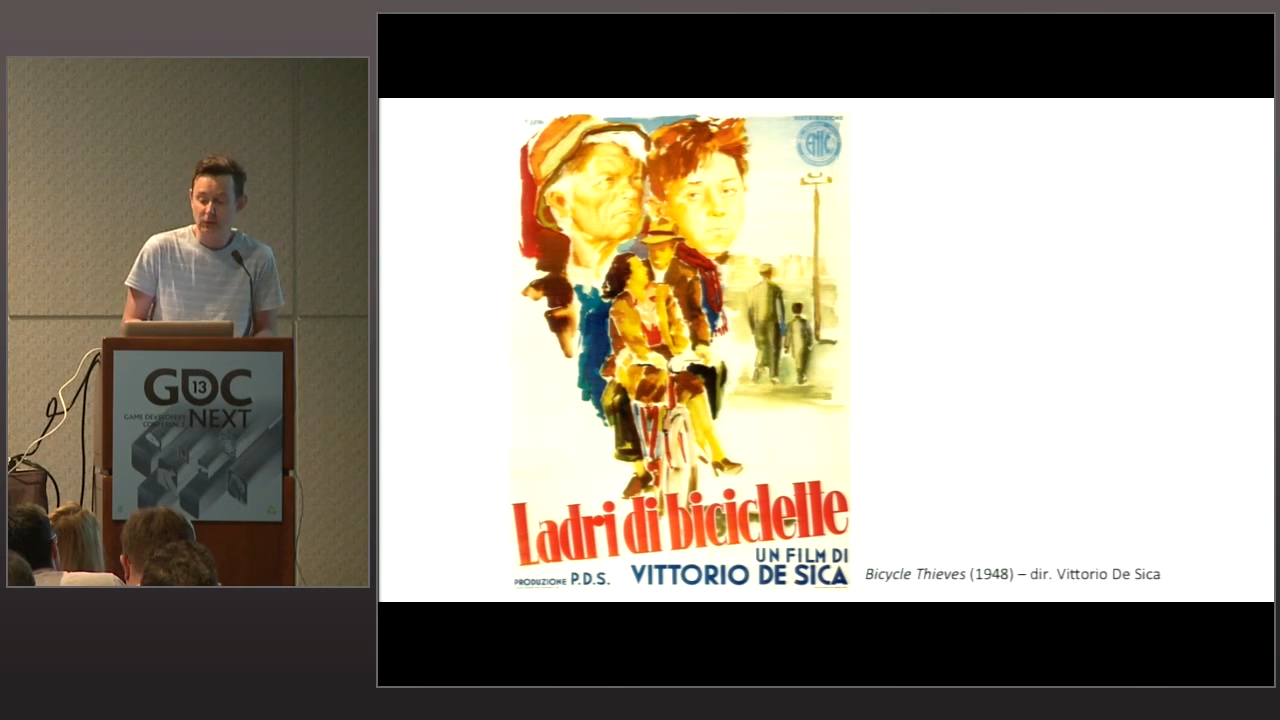 GDC
13
NEXT
GAME DEVELOPERS
CONFERENCE
DISTRIBUZIONE
ENIC
Ladri di biciclette
UN FILM DI
PRODUZIONE P.D.S. VITTORIO DE SICA
Bicycle Thieves (1948) – dir. Vittorio De Sica